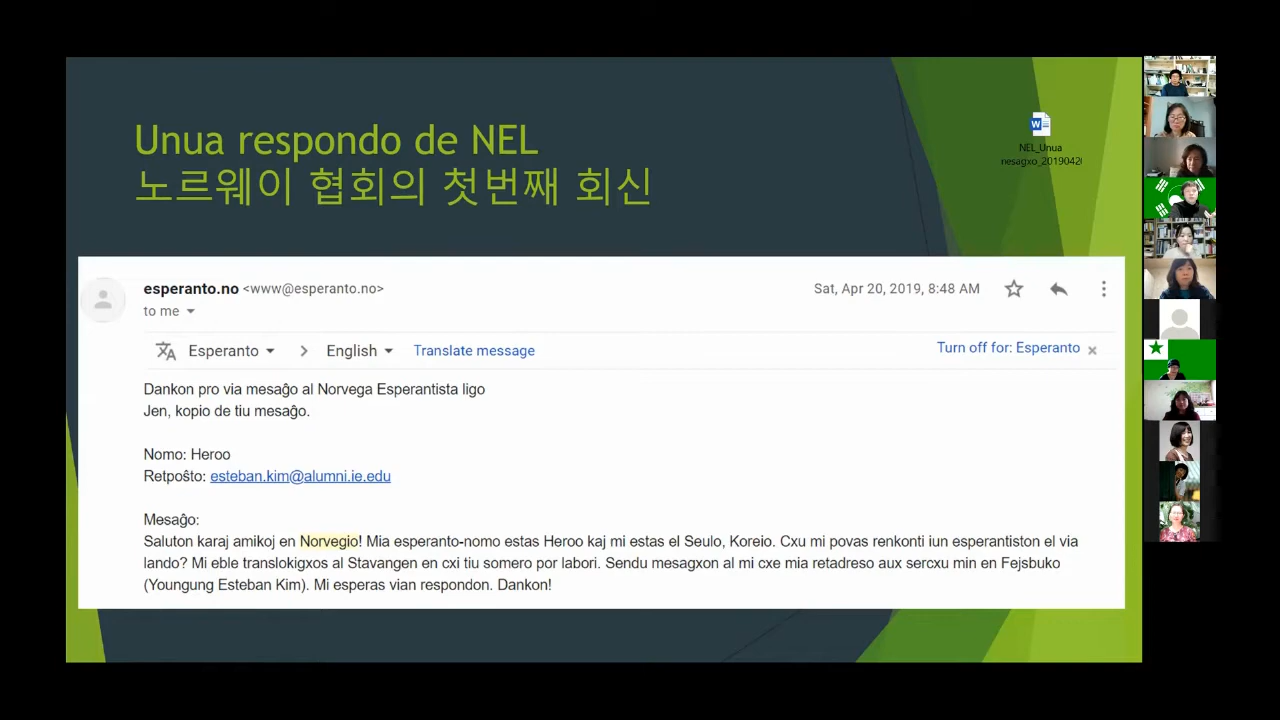 Unua respondo de NEL
노르웨이 협회의 첫번째 회신
NEL_Unua
mesagxo_2019042
esperanto.no <www@esperanto.no>
Sat, Apr 20, 2019, 8:48 AM
to me
Esperanto
English
Translate message
Turn off for: Esperanto
Dankon pro via mesaĝo al Norvega Esperantista ligo
Jen, kopio de tiu mesaĝo.
Nomo: Heroo
Retpoŝto: esteban.kim@alumni.ie.edu
Mesaĝo:
Saluton karaj amikoj en Norvegio! Mia esperanto-nomo estas Heroo kaj mi estas el Seulo, Koreio. Cxu mi povas renkonti iun esperantiston el via
lando? Mi eble translokigxos al Stavangen en cxi tiu somero por labori. Sendu mesagxon al mi cxe mia retadreso aux sercxu min en Fejsbuko
(Youngung Esteban Kim). Mi esperas vian respondon. Dankon!